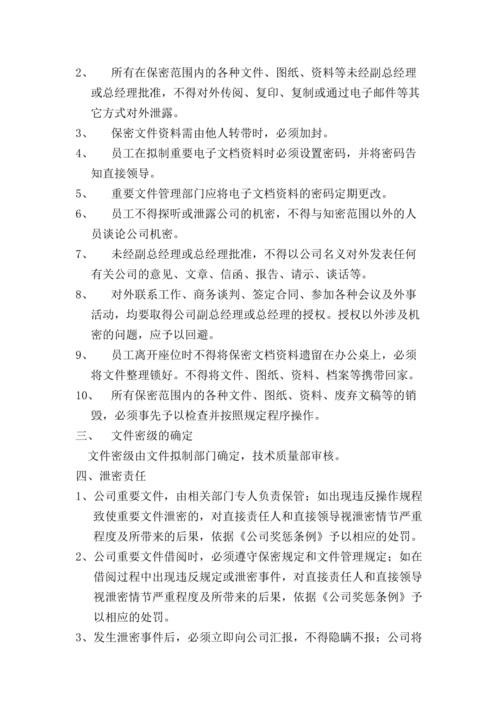 2、 所有在保密范围内的各种文件、图纸、资料等未经副总经理
或总经理批准，不得对外传阅、复印、复制或通过电子邮件等其
它方式对外泄露。
3、 保密文件资料需由他人转带时，必须加封。
4、 员工在拟制重要电子文档资料时必须设置密码，并将密码告
知直接领导。
5、 重要文件管理部门应将电子文档资料的密码定期更改。
6、 员工不得探听或泄露公司的机密，不得与知密范围以外的人
员谈论公司机密。
7、 未经副总经理或总经理批准，不得以公司名义对外发表任何
有关公司的意见、文章、信函、报告、请示、谈话等。
8、 对外联系工作、商务谈判、签定合同、参加各种会议及外事
活动，均要取得公司副总经理或总经理的授权。授权以外涉及机
密的问题，应予以回避。
9、 员工离开座位时不得将保密文档资料遗留在办公桌上，必须
将文件整理锁好。不得将文件、图纸、资料、档案等携带回家。
10、 所有保密范围内的各种文件、图纸、资料、废弃文稿等的销
毁，必须事先予以检查并按照规定程序操作。
三、 文件密级的确定
文件密级由文件拟制部门确定，技术质量部审核。
四、泄密责任
1、公司重要文件，由相关部门专人负责保管；如出现违反操作规程
致使重要文件泄密的，对直接责任人和直接领导视泄密情节严重
程度及所带来的后果，依据《公司奖惩条例》予以相应的处罚。
2、公司重要文件借阅时，必须遵守保密规定和文件管理规定；如在
借阅过程中出现违反规定或泄密事件，对直接责任人和直接领导
视泄密情节严重程度及所带来的后果，依据《公司奖惩条例》予
以相应的处罚。
3、发生泄密事件后，必须立即向公司汇报，不得隐瞒不报；公司将